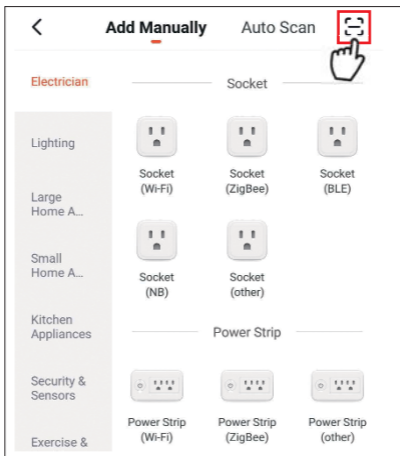 Add Manually Auto Scan
Electrician
Socket
Lighting
Socket
(Wi-Fi)
Socket
(ZigBee)
Socket
(BLE)
Large
Home A...
Small
Home A...
Socket
(NB)
Socket
(other)
Kitchen
Appliances
Power Strip
Security &
Sensors
Power Strip
(Wi-Fi)
Power Strip
(ZigBee)
Power Strip
(other)
Exercise &